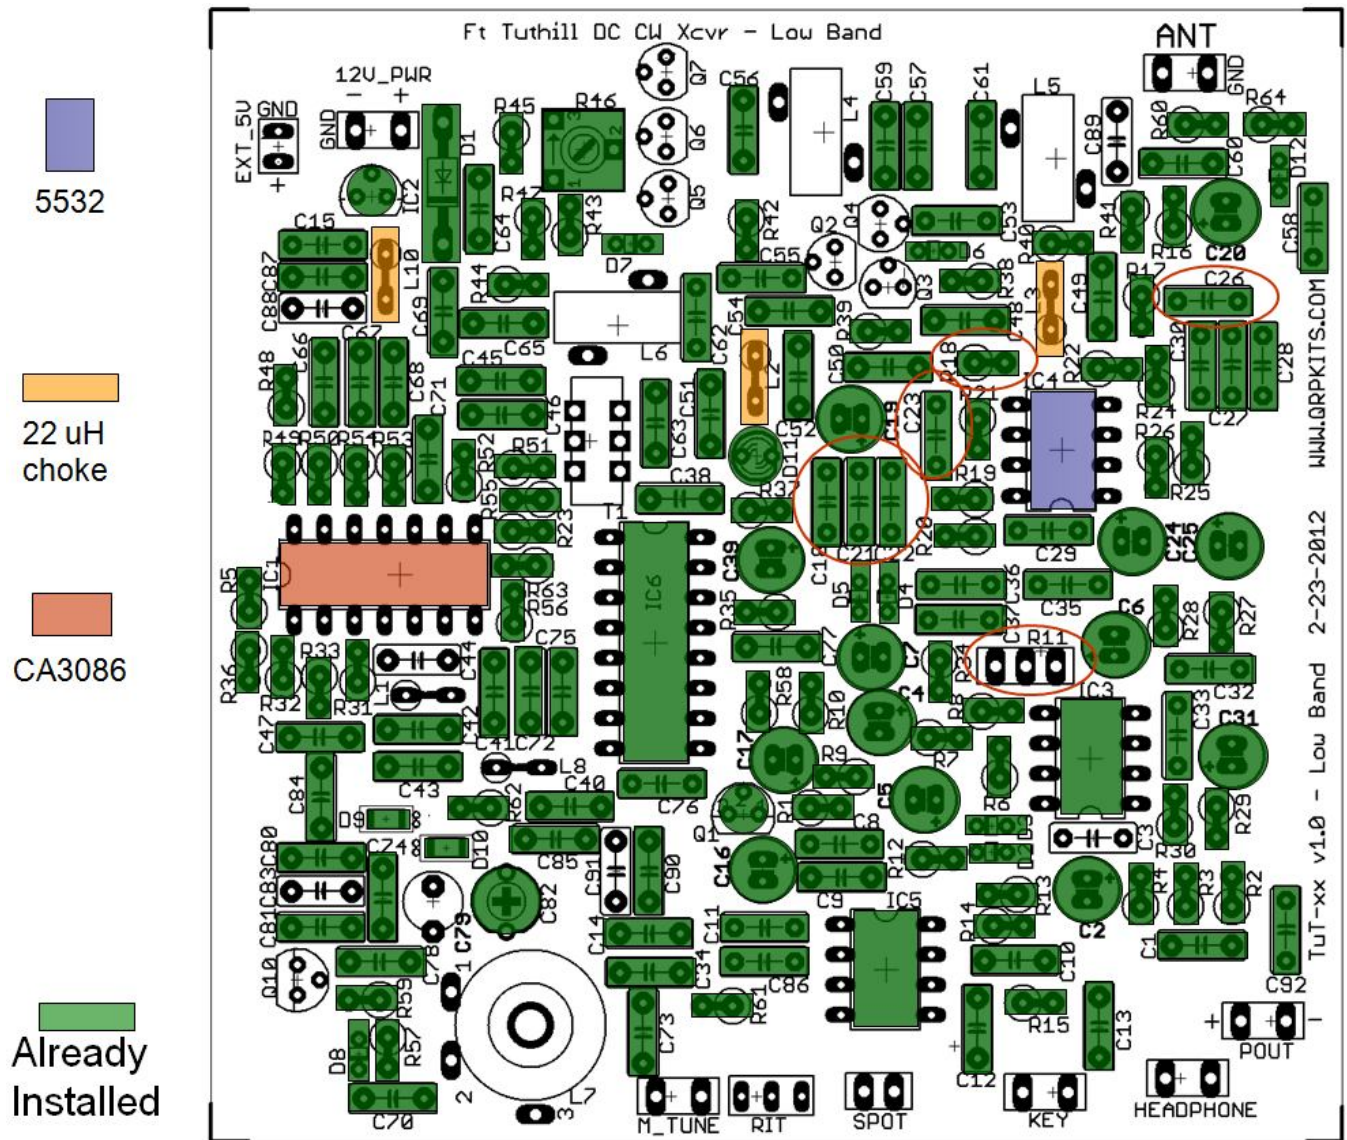 Ft Tuthill DC CW Xcvr - Low Band
ANT
GND
12V_PWR
- +
GND
EXT_5V
GND
+
5532
22 uH
choke
CA3086
Already
Installed
Q7
Q6
Q5
R45
R46
3
2
1
D1
IC2
C56
L4
C59
C57
C61
L5
C89
R60
R64
C60
D12
C15
C87
C88
L10
C64
R47
R43
R42
D7
Q2
Q4
Q3
C53
R40
R41
R16
C20
C58
C69
R44
C65
L6
C62
C55
C54
R39
R38
C48
C49
R17
C26
C30
C28
C27
R48
C66
C67
C68
C71
C45
C46
C63
C51
L2
C52
C50
C19
R18
C23
R21
IC4
R22
R24
R26
R25
R49
R50
R54
R53
R52
R51
R55
R23
T1
C38
D11
R37
C21
R19
R20
C29
C24
C25
IC1
R63
R56
IC6
C39
R35
D5
D4
C36
C37
C35
C6
R28
R27
R5
R36
R32
R33
R31
C44
L1
C42
C43
C41
C72
C75
C77
R58
R10
C7
C4
R34
R11
R8
IC3
C32
C33
C31
C47
C84
L8
R62
C40
C85
C76
C17
R9
R7
R6
C5
R1
Q1
C8
C9
R12
C3
R30
R29
D9
D10
C80
C83
C81
C79
C78
C82
C91
C90
C16
IC5
R13
R14
C2
R4
R3
R2
C1
C92
Q10
R59
R57
D8
C70
1
2
L7
3
C14
C34
C73
C11
C86
R61
C10
R15
C12
C13
+
M_TUNE
RIT
SPOT
KEY
HEADPHONE
+ -
POUT
TuT-xx v1.0 - Low Band 2-23-2012 WWW.QRPKITS.COM